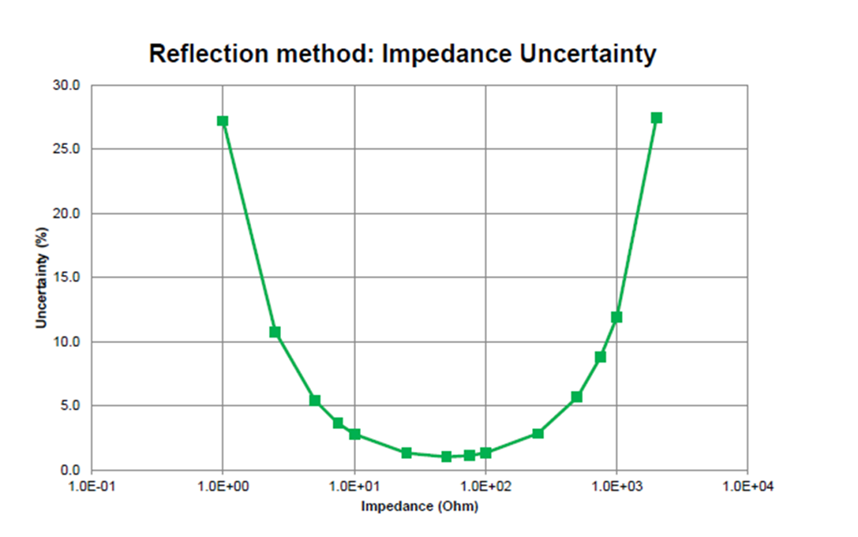 Reflection method: Impedance Uncertainty
30.0
25.0
20.0
15.0
10.0
5.0
0.0
Uncertainty (%)
1.0E-01 1.0E+00 1.0E+01 1.0E+02 1.0E+03 1.0E+04
Impedance (Ohm)